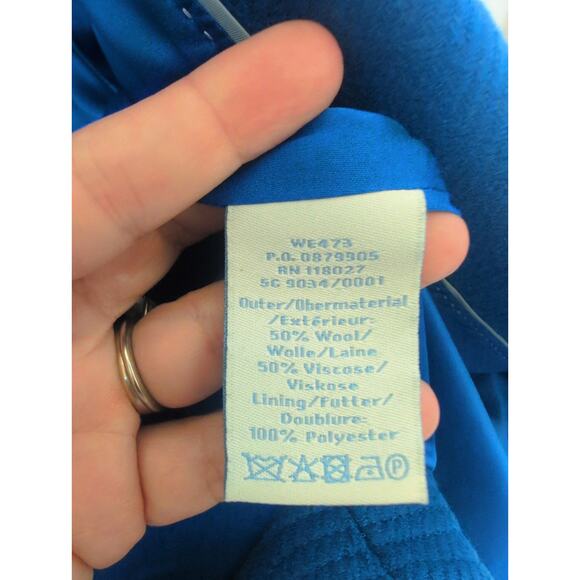 WE473
P.O. 0879905
RN 118027
SC 9034/0001
Outer/Obermaterial
/Extérieur:
50% Wool/
Wolle/Laine
50% Viscose/
Viskose
Lining/Futter/
Doublure:
100% Polyester
P